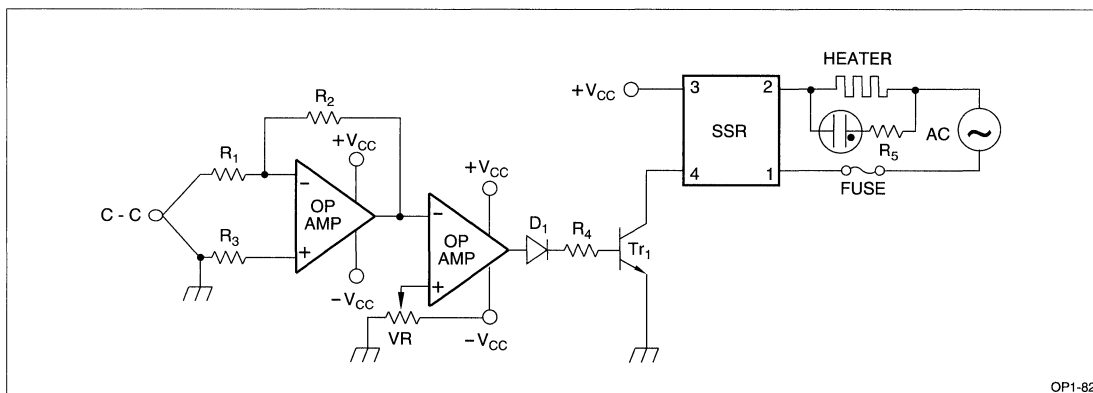 HEATER
R2
+VCC
3
2
SSR
AC
~
R5
+VCC
R1
+VCC
4
1
FUSE
C - C
−
OP
AMP
+
−
OP
AMP
+
D1
R4
Tr1
R3
−VCC
VR
−VCC
OP1-82